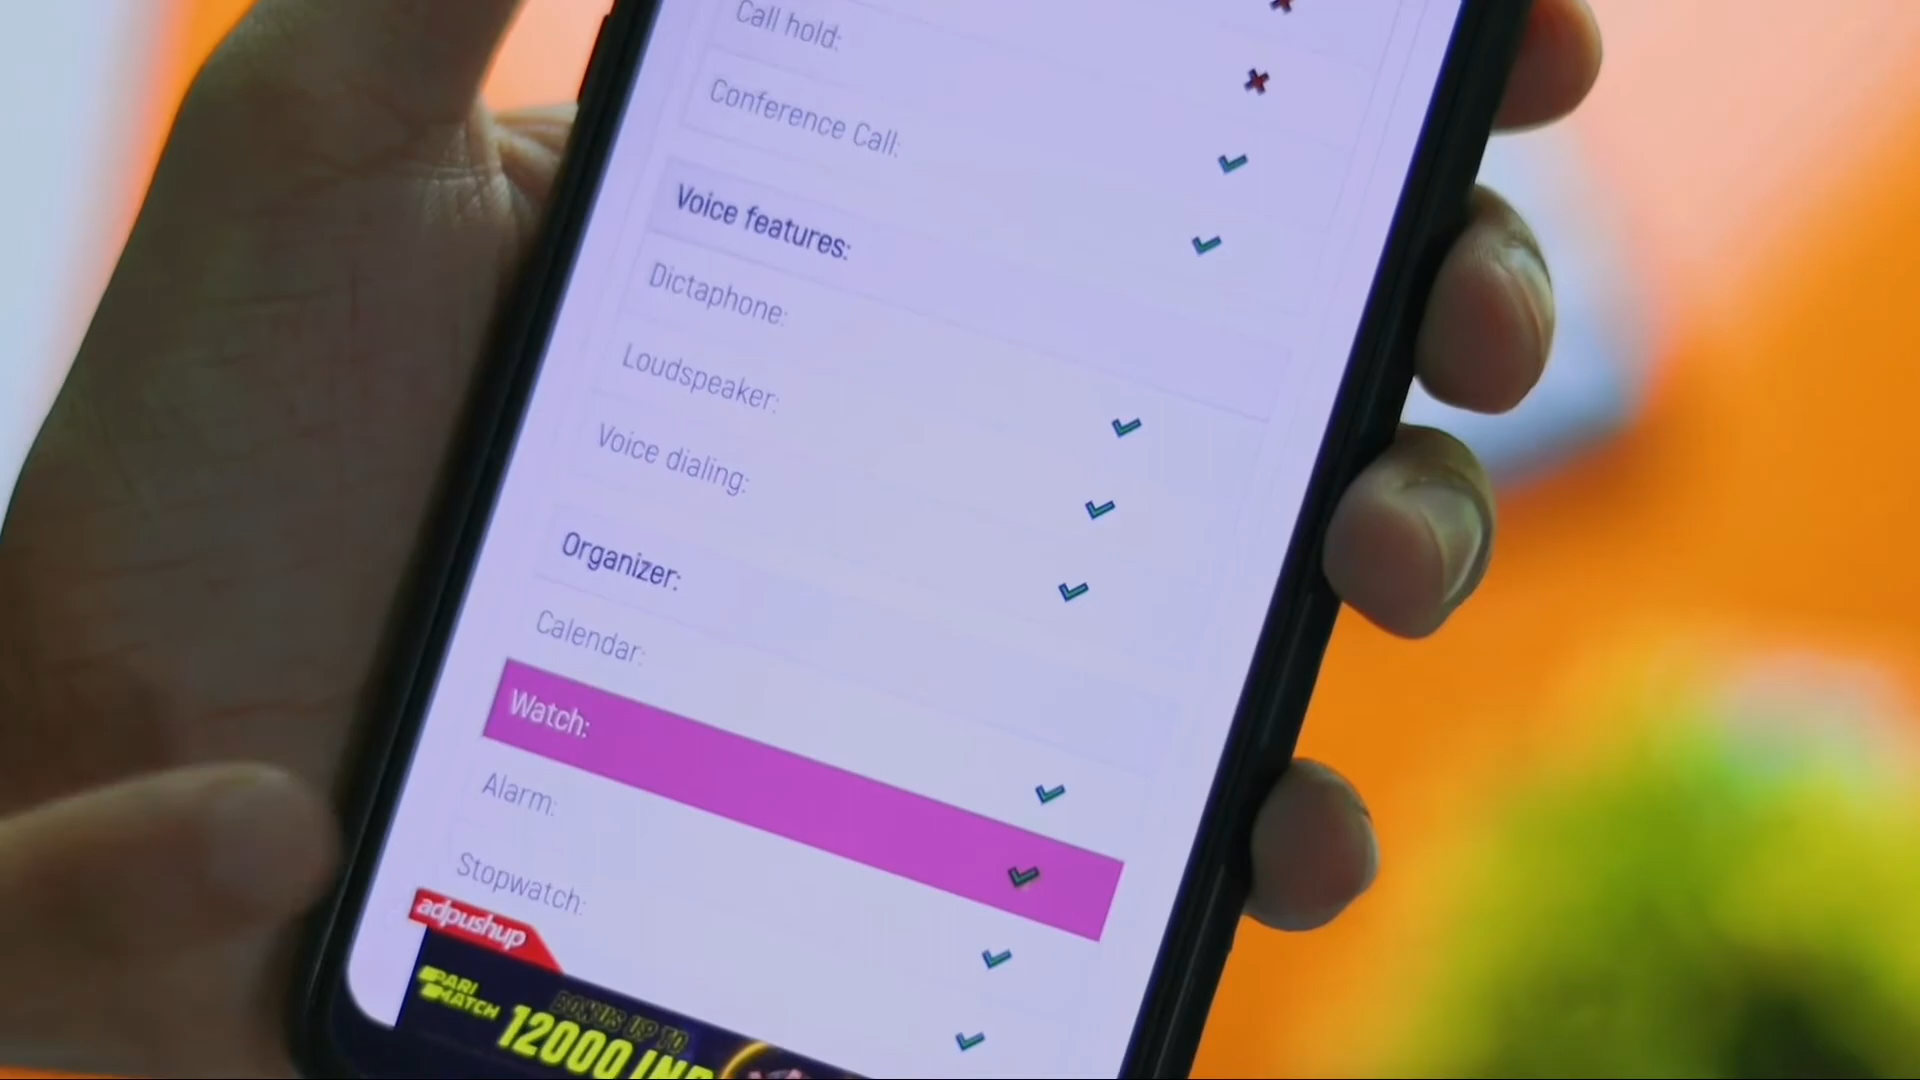 Call hold:
Conference Call:
Voice features:
Dictaphone:
Loudspeaker:
Voice dialing:
Organizer:
Calendar:
Watch:
Alarm:
Stopwatch:
adpushup
PARI
MATCH
BONUS UP TO
12000 INR